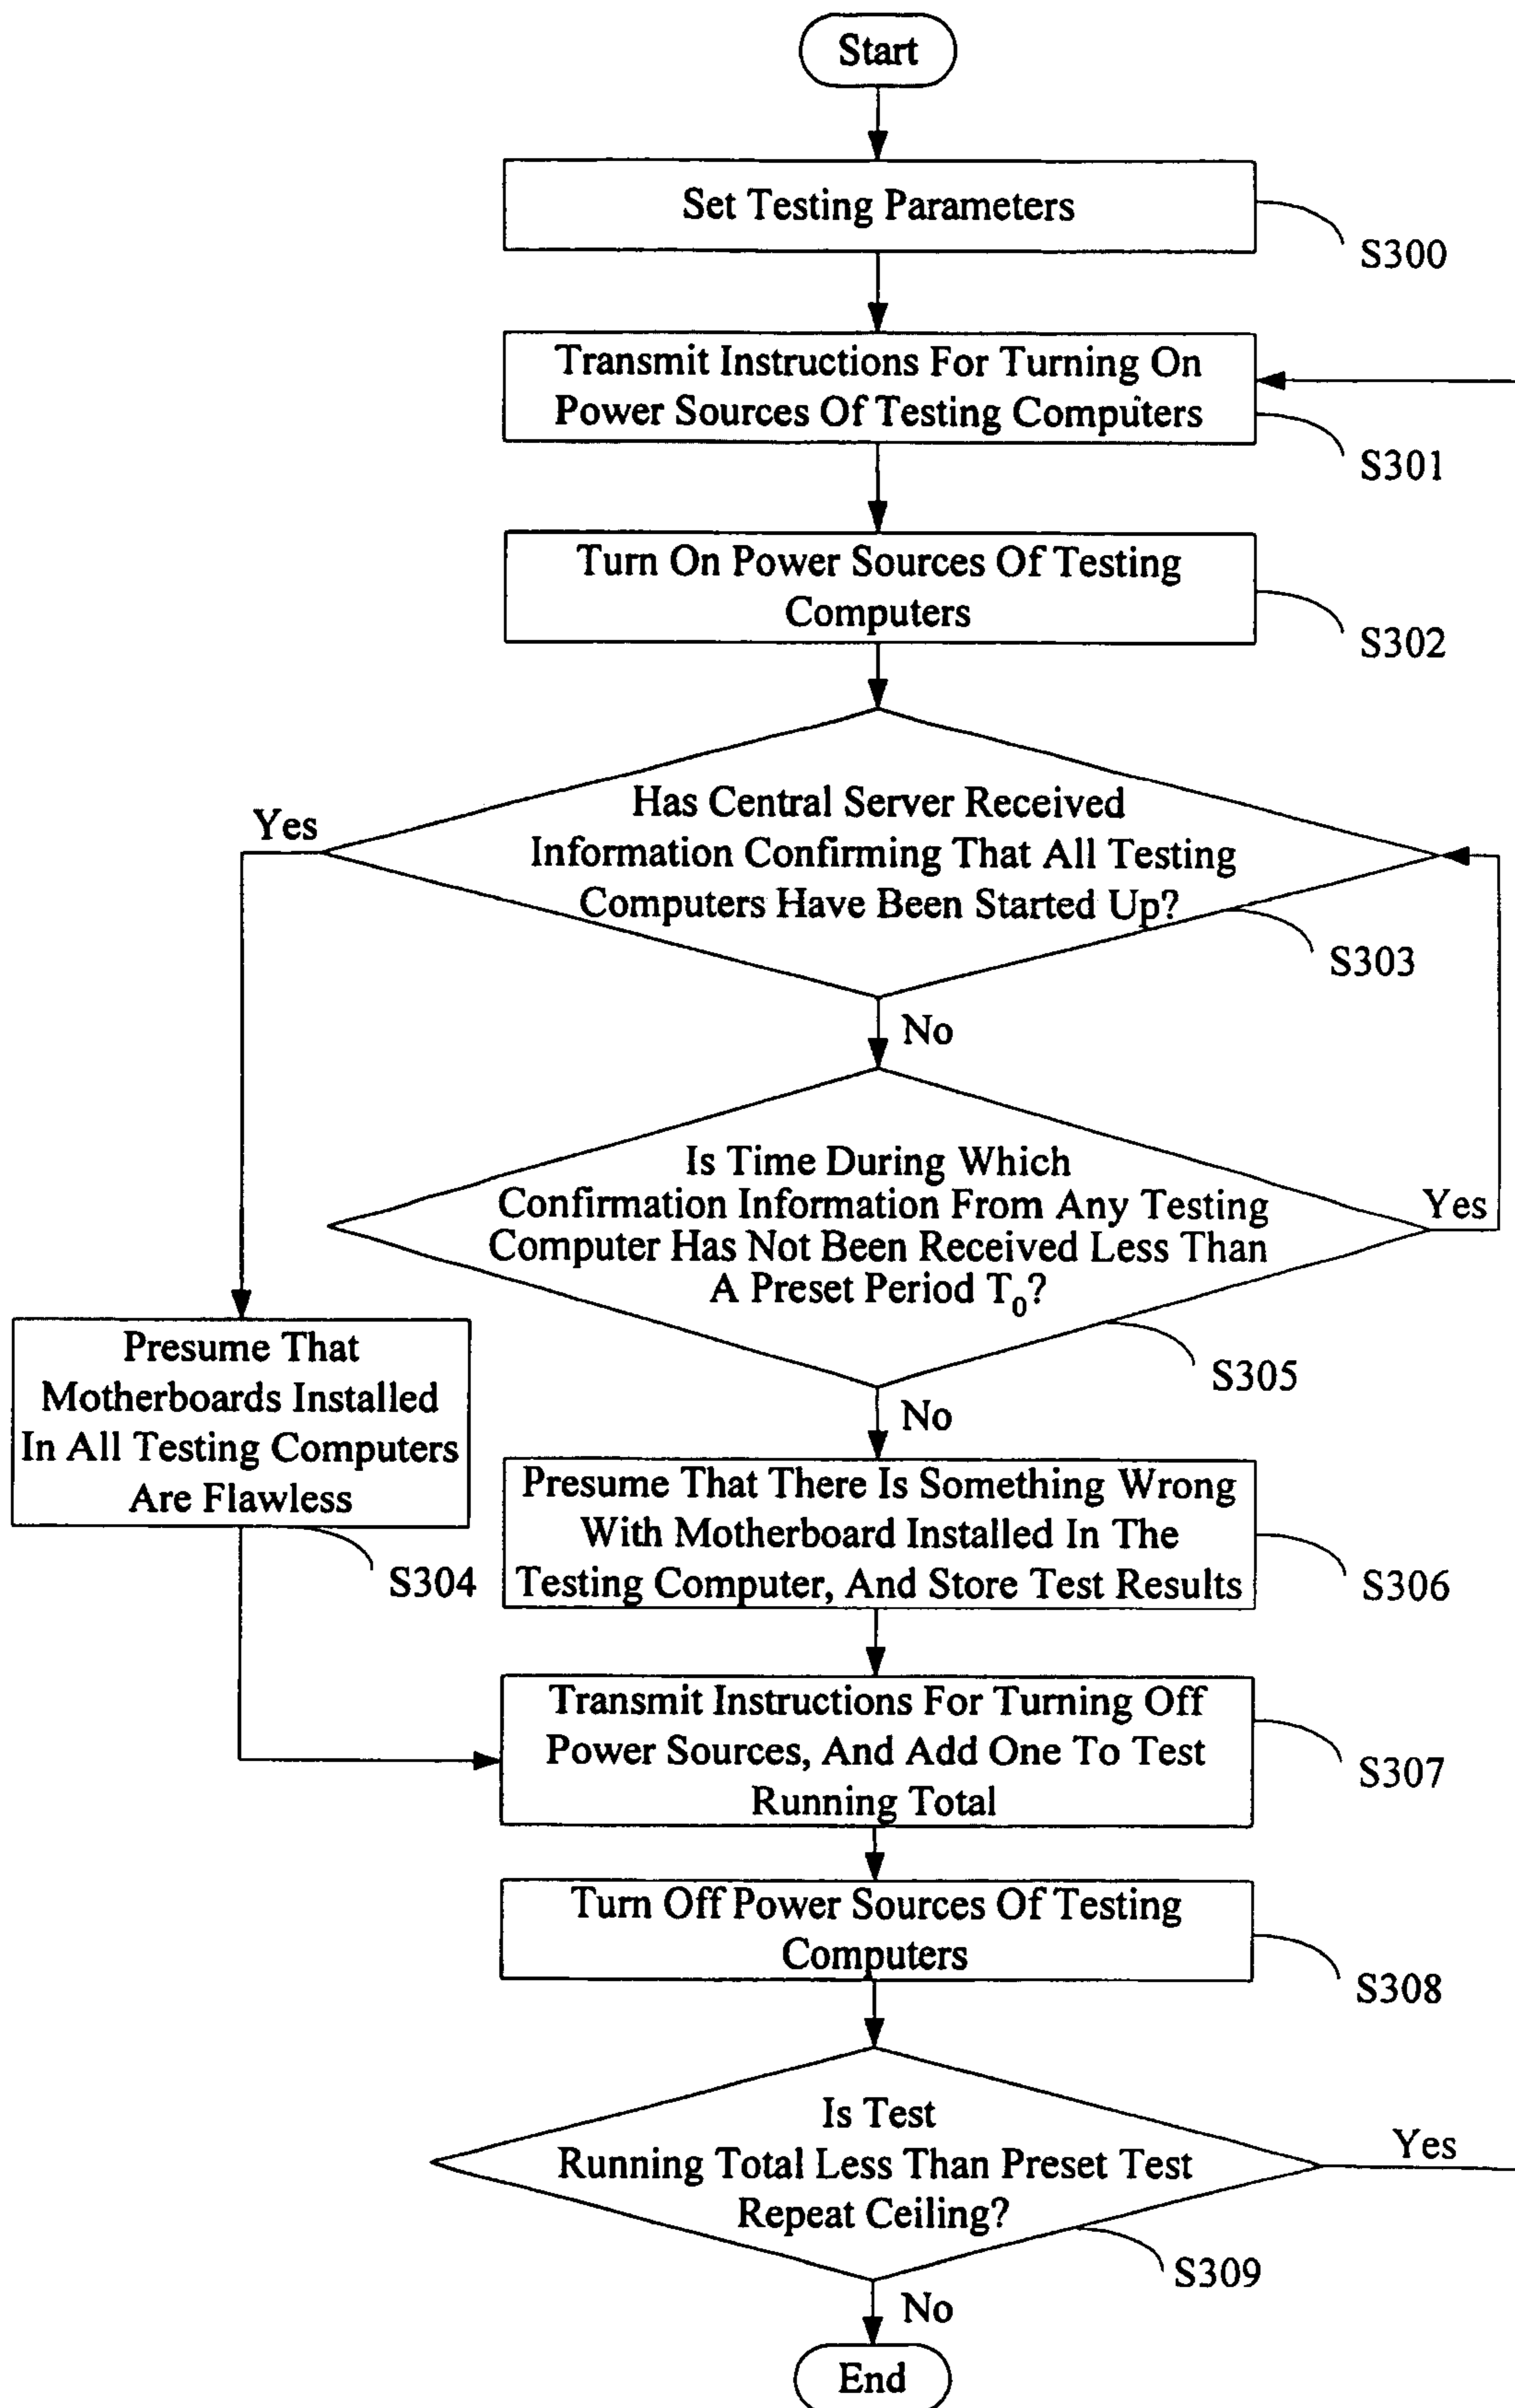 Start
Set Testing Parameters
S300
Transmit Instructions For Turning On
Power Sources Of Testing Computers
S301
Turn On Power Sources Of Testing
Computers
S302
Has Central Server Received
Information Confirming That All Testing
Computers Have Been Started Up?
S303
Yes
No
Is Time During Which
Confirmation Information From Any Testing
Computer Has Not Been Received Less Than
A Preset Period T₀?
S305
Yes
No
Presume That
Motherboards Installed
In All Testing Computers
Are Flawless
S304
Presume That There Is Something Wrong
With Motherboard Installed In The
Testing Computer, And Store Test Results
S306
Transmit Instructions For Turning Off
Power Sources, And Add One To Test
Running Total
S307
Turn Off Power Sources Of Testing
Computers
S308
Is Test
Running Total Less Than Preset Test
Repeat Ceiling?
S309
Yes
No
End